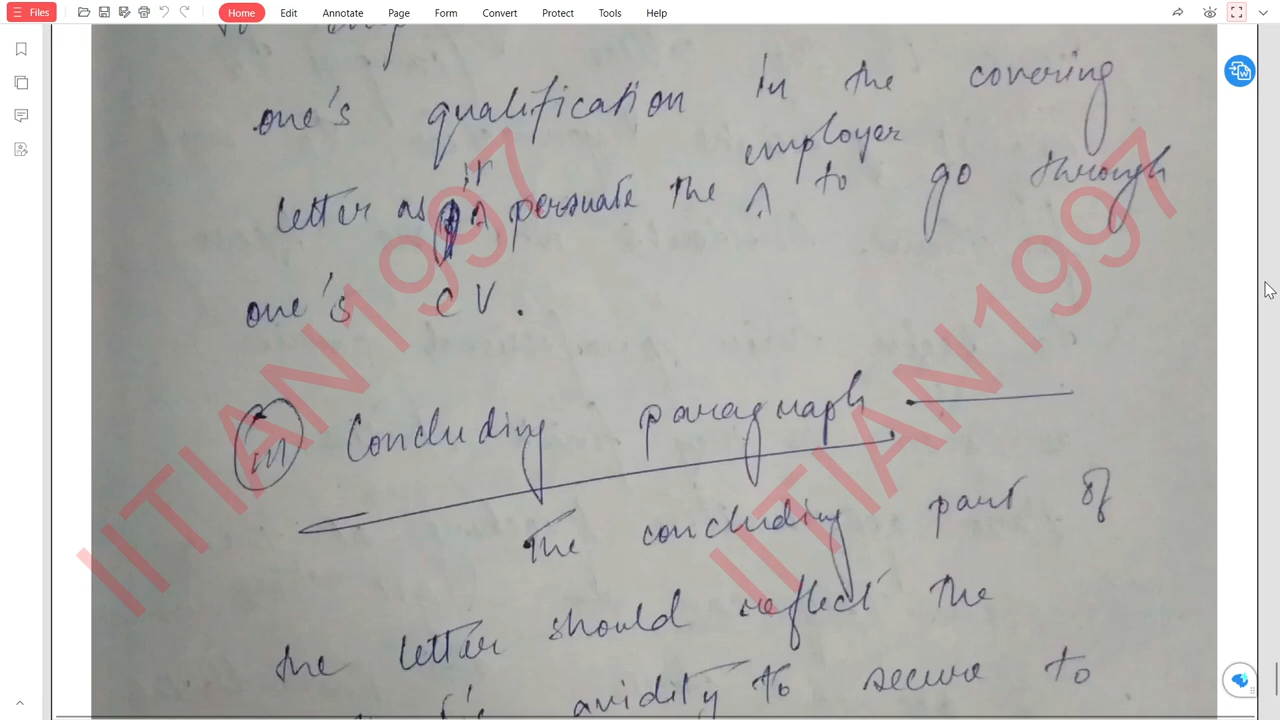 Files
Home Edit Annotate Page Form Convert Protect Tools Help
one's qualification in the covering
letter as it persuate the employer to go through
one's CV.
(iii) Concluding paragraph
The concluding part of
the letter should reflect the
avidity to secure to
IITIAN1997
IITIAN1997